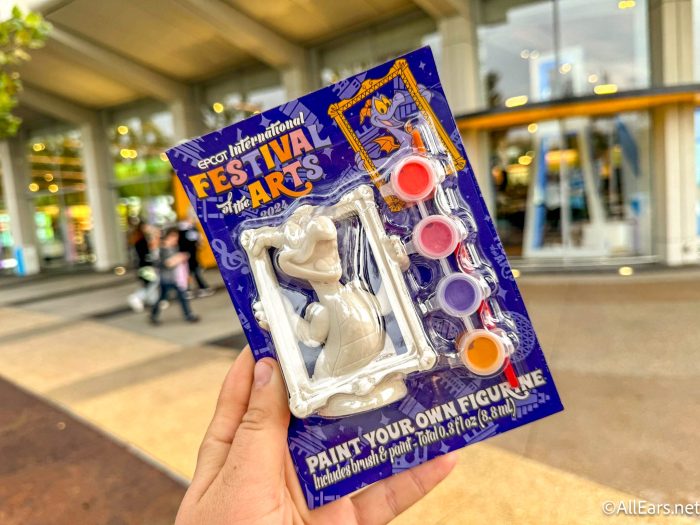 EPCOT International
FESTIVAL
of the ARTS
2024
PAINT YOUR OWN FIGURINE
Includes brush & paint - Total 0.3 fl oz (8.8 ml)
©AllEars.net